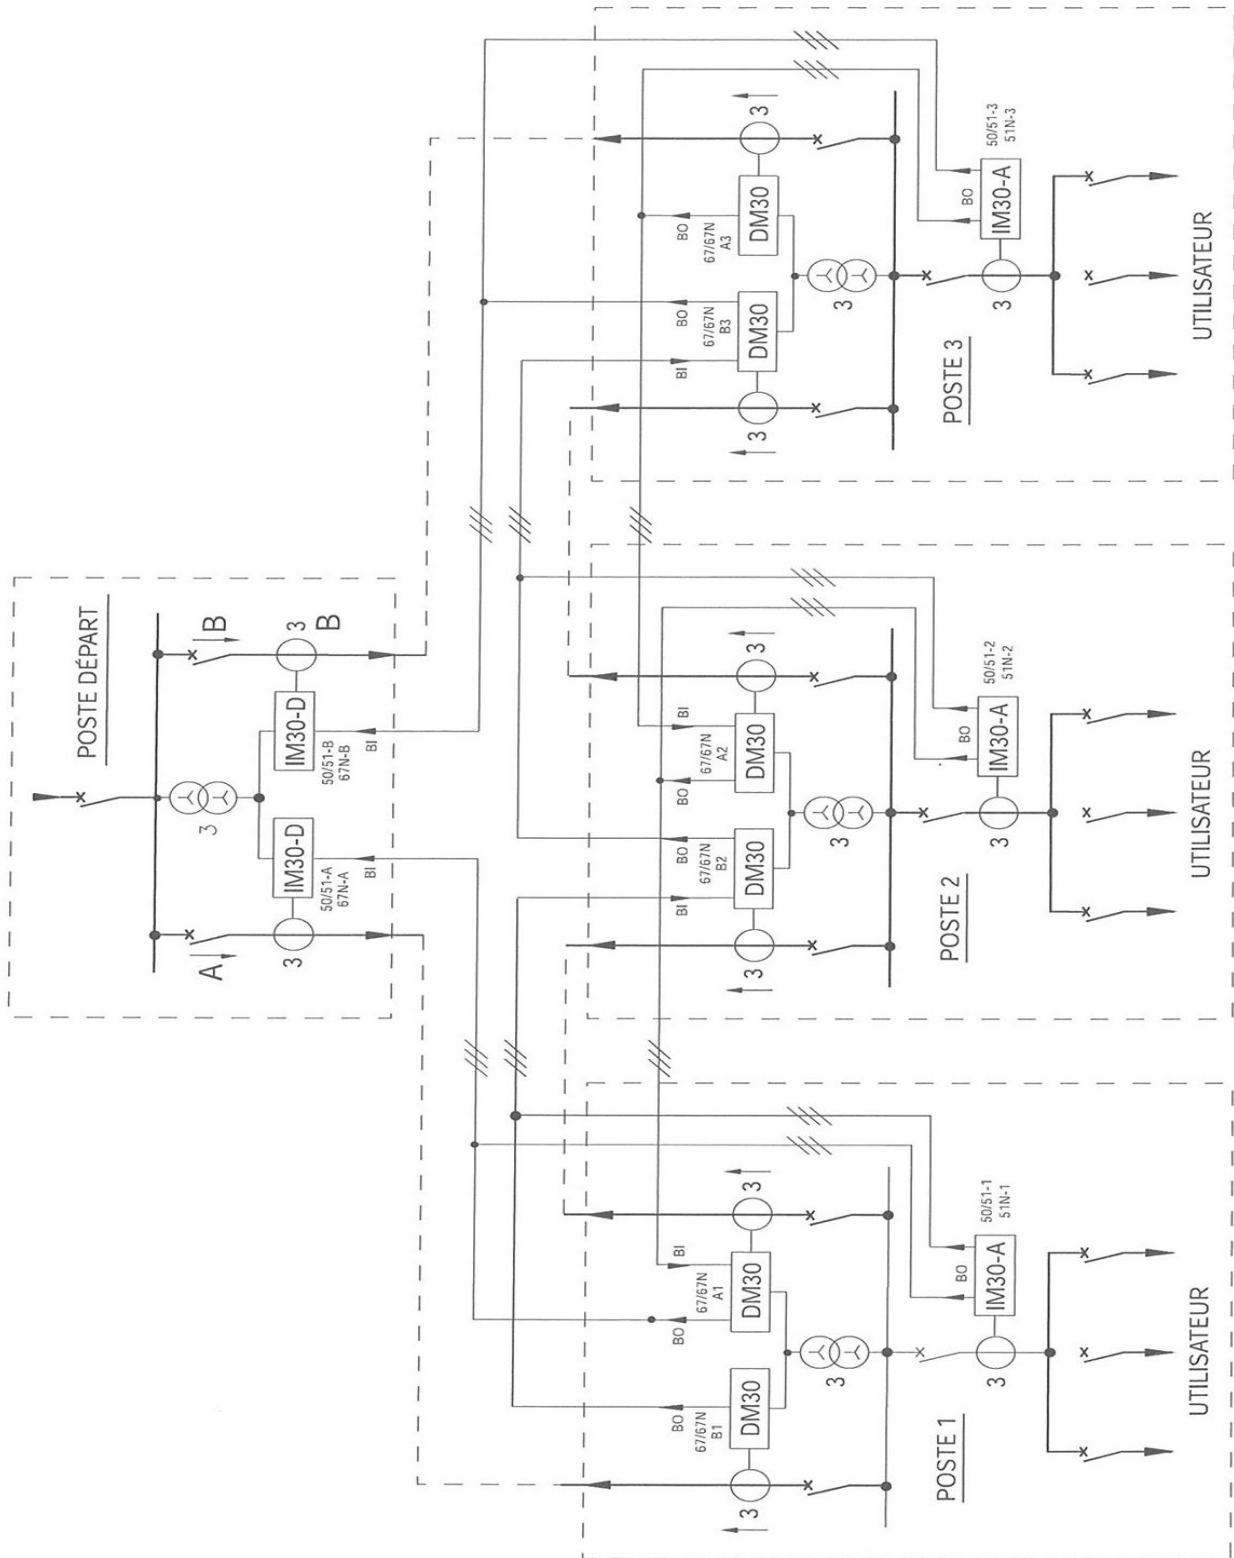 POSTE DÉPART
A
B
3
3
IM30-D
IM30-D
3
B
50/51-A
67N-A
50/51-B
67N-B
BI
BI
BO
67/67N
B1
BO
67/67N
A1
BI
3
DM30
DM30
3
3
POSTE 1
50/51-1
51N-1
BO
IM30-A
3
UTILISATEUR
BI
BO
67/67N
B2
BO
67/67N
A2
BI
3
DM30
DM30
3
3
POSTE 2
50/51-2
51N-2
BO
IM30-A
3
UTILISATEUR
BI
BO
67/67N
B3
BO
67/67N
A3
3
DM30
DM30
3
3
POSTE 3
50/51-3
51N-3
BO
IM30-A
3
UTILISATEUR